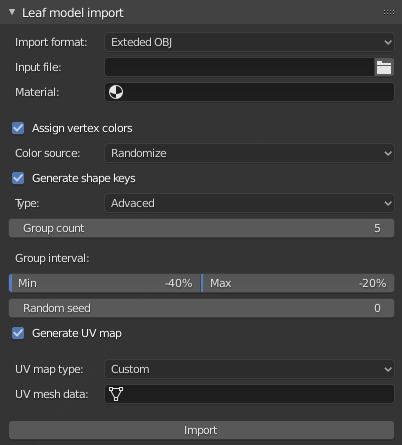 Leaf model import
Import format: Exteded OBJ
Input file:
Material:
Assign vertex colors
Color source: Randomize
Generate shape keys
Type: Advaced
Group count 5
Group interval:
Min -40% Max -20%
Random seed 0
Generate UV map
UV map type: Custom
UV mesh data:
Import